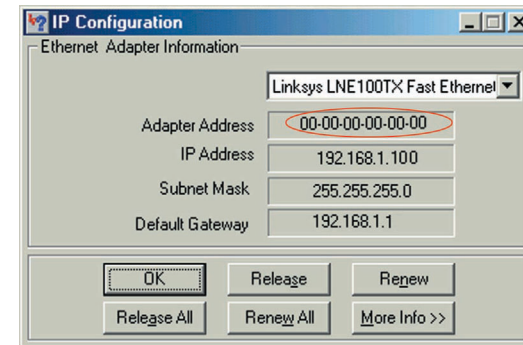 IP Configuration
Ethernet Adapter Information
Linksys LNE100TX Fast Ethernet
Adapter Address 00-00-00-00-00-00
IP Address 192.168.1.100
Subnet Mask 255.255.255.0
Default Gateway 192.168.1.1
OK Release Renew
Release All Renew All More Info >>